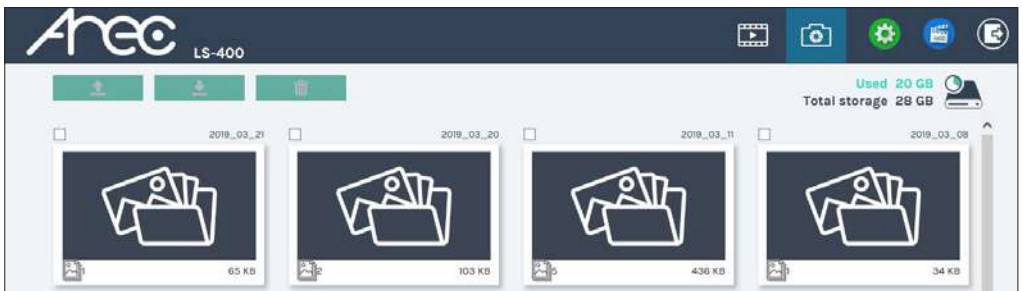 Arec LS-400
Used 20 GB
Total storage 28 GB
2019_03_21
2019_03_20
2019_03_11
2019_03_08
1 65 KB
2 103 KB
5 436 KB
1 34 KB